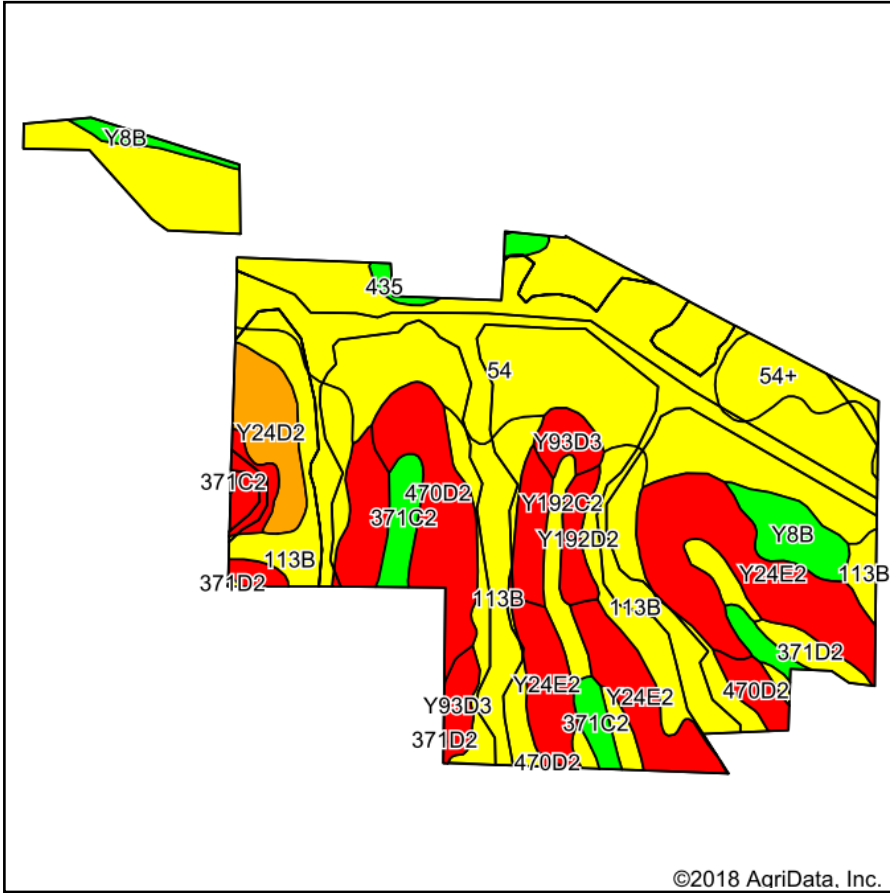 Y8B
435
54
54+
Y24D2
Y93D3
371C2
470D2
Y192C2
371C2
Y8B
Y192D2
113B
Y24E2
113B
371D2
113B
113B
371D2
Y24E2
470D2
Y24E2
Y93D3
371C2
371D2
470D2
©2018 AgriData, Inc.